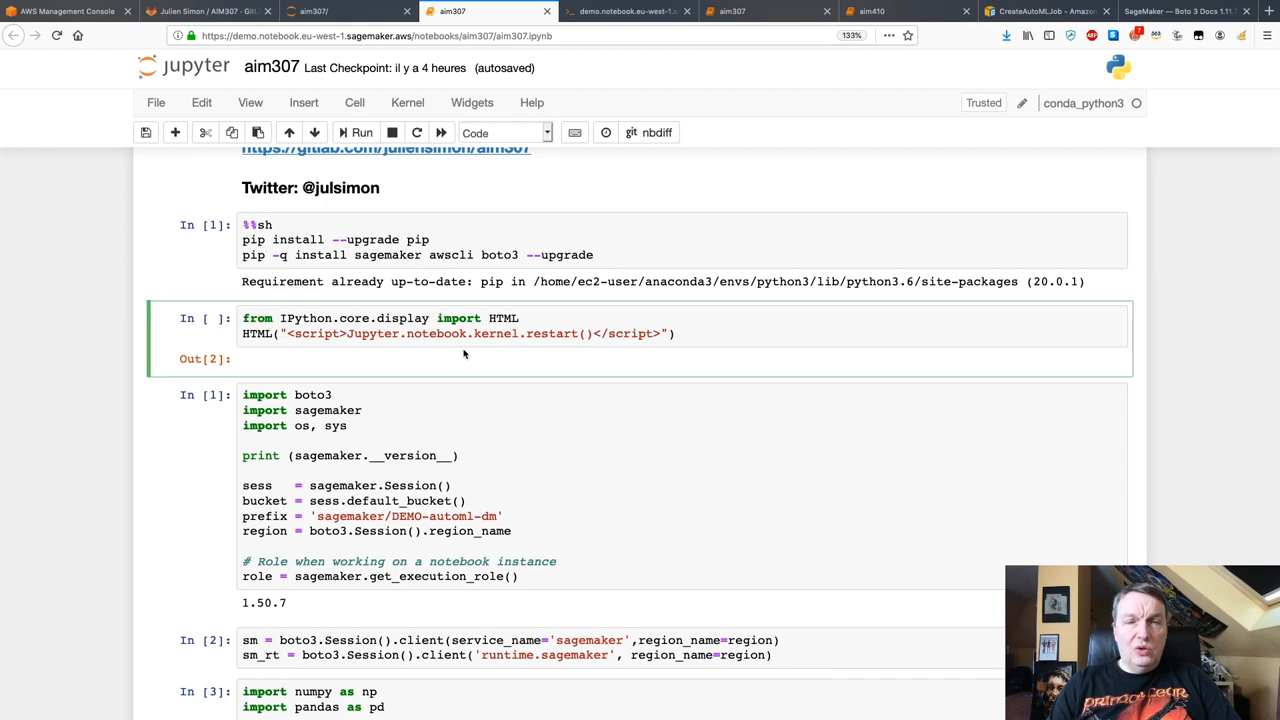 AWS Management Console
Julien Simon / AIM307 · GitL
aim307/
aim307
demo.notebook.eu-west-1.s
aim307
aim410
CreateAutoMLJob - Amazon
SageMaker — Boto 3 Docs 1.11.
https://demo.notebook.eu-west-1.sagemaker.aws/notebooks/aim307/aim307.ipynb
133%
jupyter aim307 Last Checkpoint: il y a 4 heures (autosaved)
File Edit View Insert Cell Kernel Widgets Help
Trusted
conda_python3
Run
Code
git nbdiff
https://gitlab.com/juliensimon/aim307
Twitter: @julsimon
In [1]:
%%sh
pip install --upgrade pip
pip -q install sagemaker awscli boto3 --upgrade
Requirement already up-to-date: pip in /home/ec2-user/anaconda3/envs/python3/lib/python3.6/site-packages (20.0.1)
In [ ]:
from IPython.core.display import HTML
HTML("<script>Jupyter.notebook.kernel.restart()</script>")
Out[2]:
In [1]:
import boto3
import sagemaker
import os, sys
print (sagemaker.__version__)
sess   = sagemaker.Session()
bucket = sess.default_bucket()
prefix = 'sagemaker/DEMO-automl-dm'
region = boto3.Session().region_name
# Role when working on a notebook instance
role = sagemaker.get_execution_role()
1.50.7
In [2]:
sm = boto3.Session().client(service_name='sagemaker',region_name=region)
sm_rt = boto3.Session().client('runtime.sagemaker', region_name=region)
In [3]:
import numpy as np
import pandas as pd